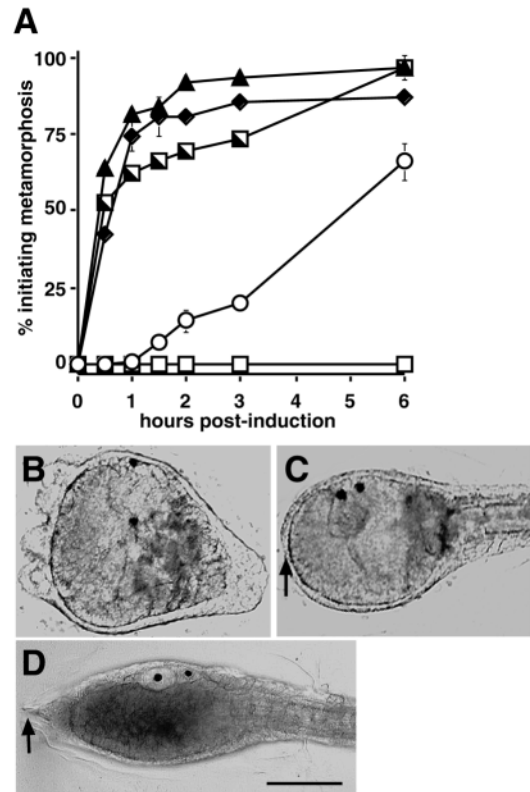 A
% initiating metamorphosis
100
75
50
25
0
0 1 2 3 4 5 6
hours post-induction
B
C
D